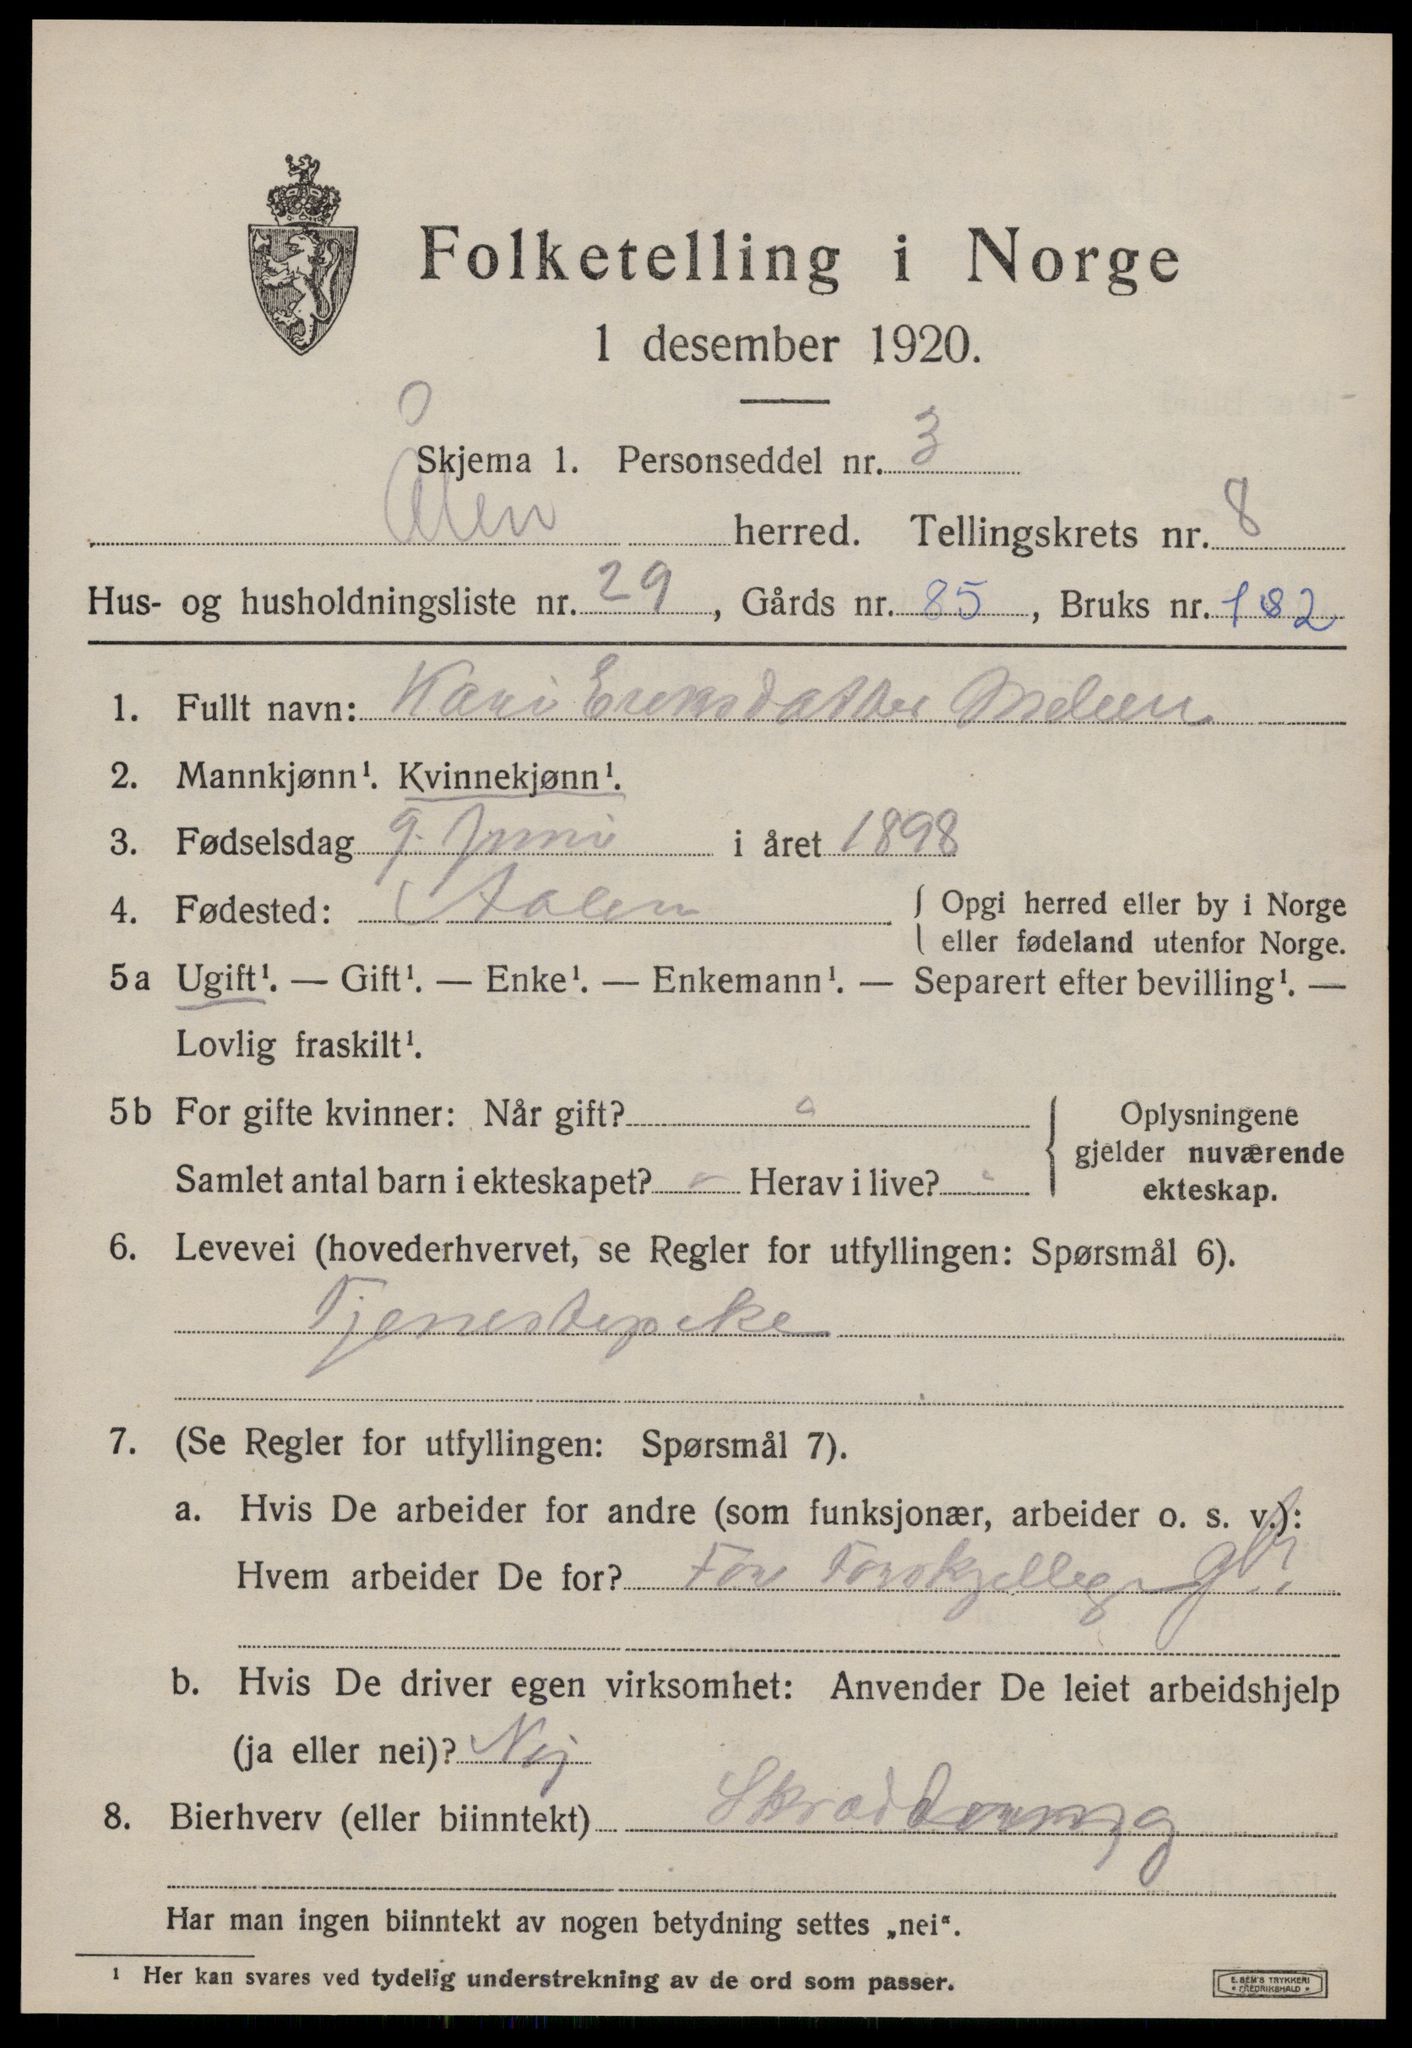 Folketelling i Norge
1 desember 1920.
Skjema 1. Personseddel nr. 3
Ålen herred. Tellingskrets nr. 8
Hus- og husholdningsliste nr. 29, Gårds nr. 85, Bruks nr. 182
1. Fullt navn: Kari Eriksdatter
2. Mannkjønn¹. Kvinnekjønn¹.
3. Fødselsdag 9. Juni i året 1898
4. Fødested: Aalen { Opgi herred eller by i Norge
eller fødeland utenfor Norge.
5a Ugift¹. — Gift¹. — Enke¹. — Enkemann¹. — Separert efter bevilling¹. —
Lovlig fraskilt¹.
5b For gifte kvinner: Når gift? { Oplysningene
gjelder nuværende
Samlet antal barn i ekteskapet? Herav i live? ekteskap.
6. Levevei (hovederhvervet, se Regler for utfyllingen: Spørsmål 6).
7. (Se Regler for utfyllingen: Spørsmål 7).
a. Hvis De arbeider for andre (som funksjonær, arbeider o. s. v.):
Hvem arbeider De for? For
b. Hvis De driver egen virksomhet: Anvender De leiet arbeidshjelp
(ja eller nei)? Nej
8. Bierhverv (eller biinntekt)
Har man ingen biinntekt av nogen betydning settes „nei“.
¹ Her kan svares ved tydelig understrekning av de ord som passer.
E. SEM'S TRYKKERI
FREDRIKSHALD